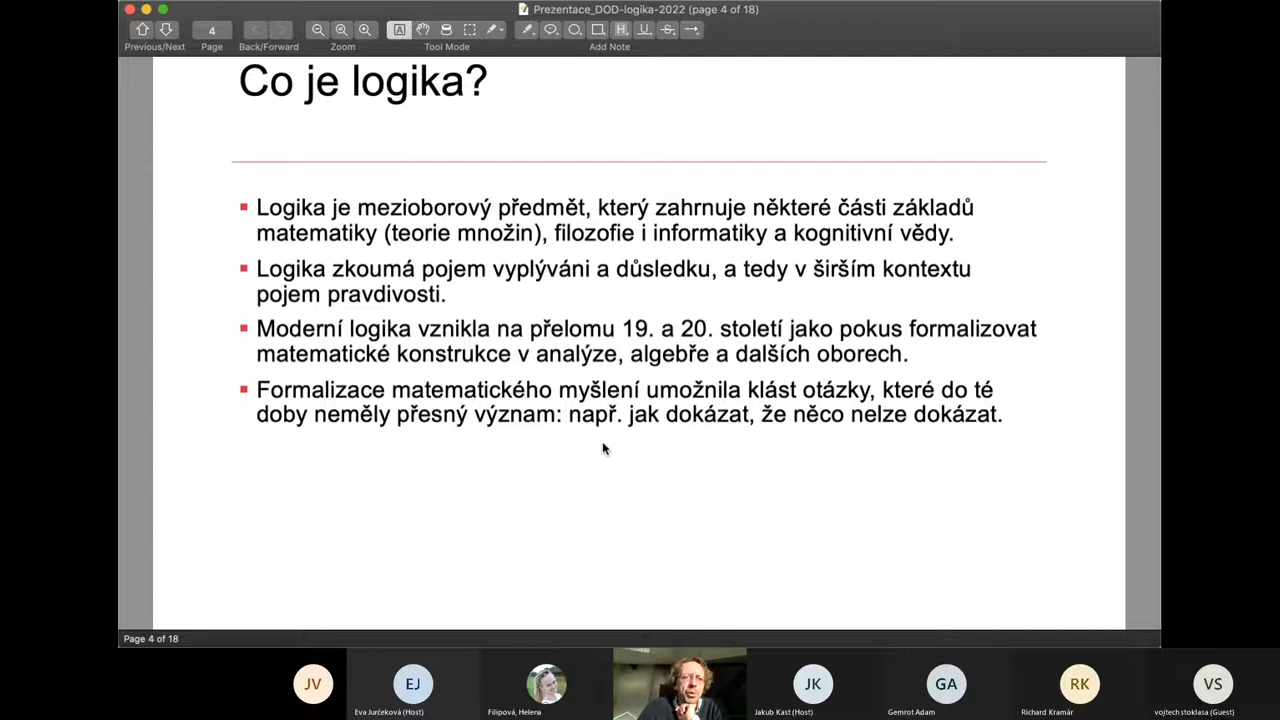 Prezentace_DOD-logika-2022 (page 4 of 18)
4
Previous/Next
Page
Back/Forward
Zoom
Tool Mode
Add Note
Co je logika?
Logika je mezioborový předmět, který zahrnuje některé části základů
matematiky (teorie množin), filozofie i informatiky a kognitivní vědy.
Logika zkoumá pojem vyplýváni a důsledku, a tedy v širším kontextu
pojem pravdivosti.
Moderní logika vznikla na přelomu 19. a 20. století jako pokus formalizovat
matematické konstrukce v analýze, algebře a dalších oborech.
Formalizace matematického myšlení umožnila klást otázky, které do té
doby neměly přesný význam: např. jak dokázat, že něco nelze dokázat.
Page 4 of 18
JV
EJ
JK
GA
RK
VS
Eva Jurčeková (Host)
Filipová, Helena
Jakub Kast (Host)
Gemrot Adam
Richard Kramár
vojtech stoklasa (Guest)